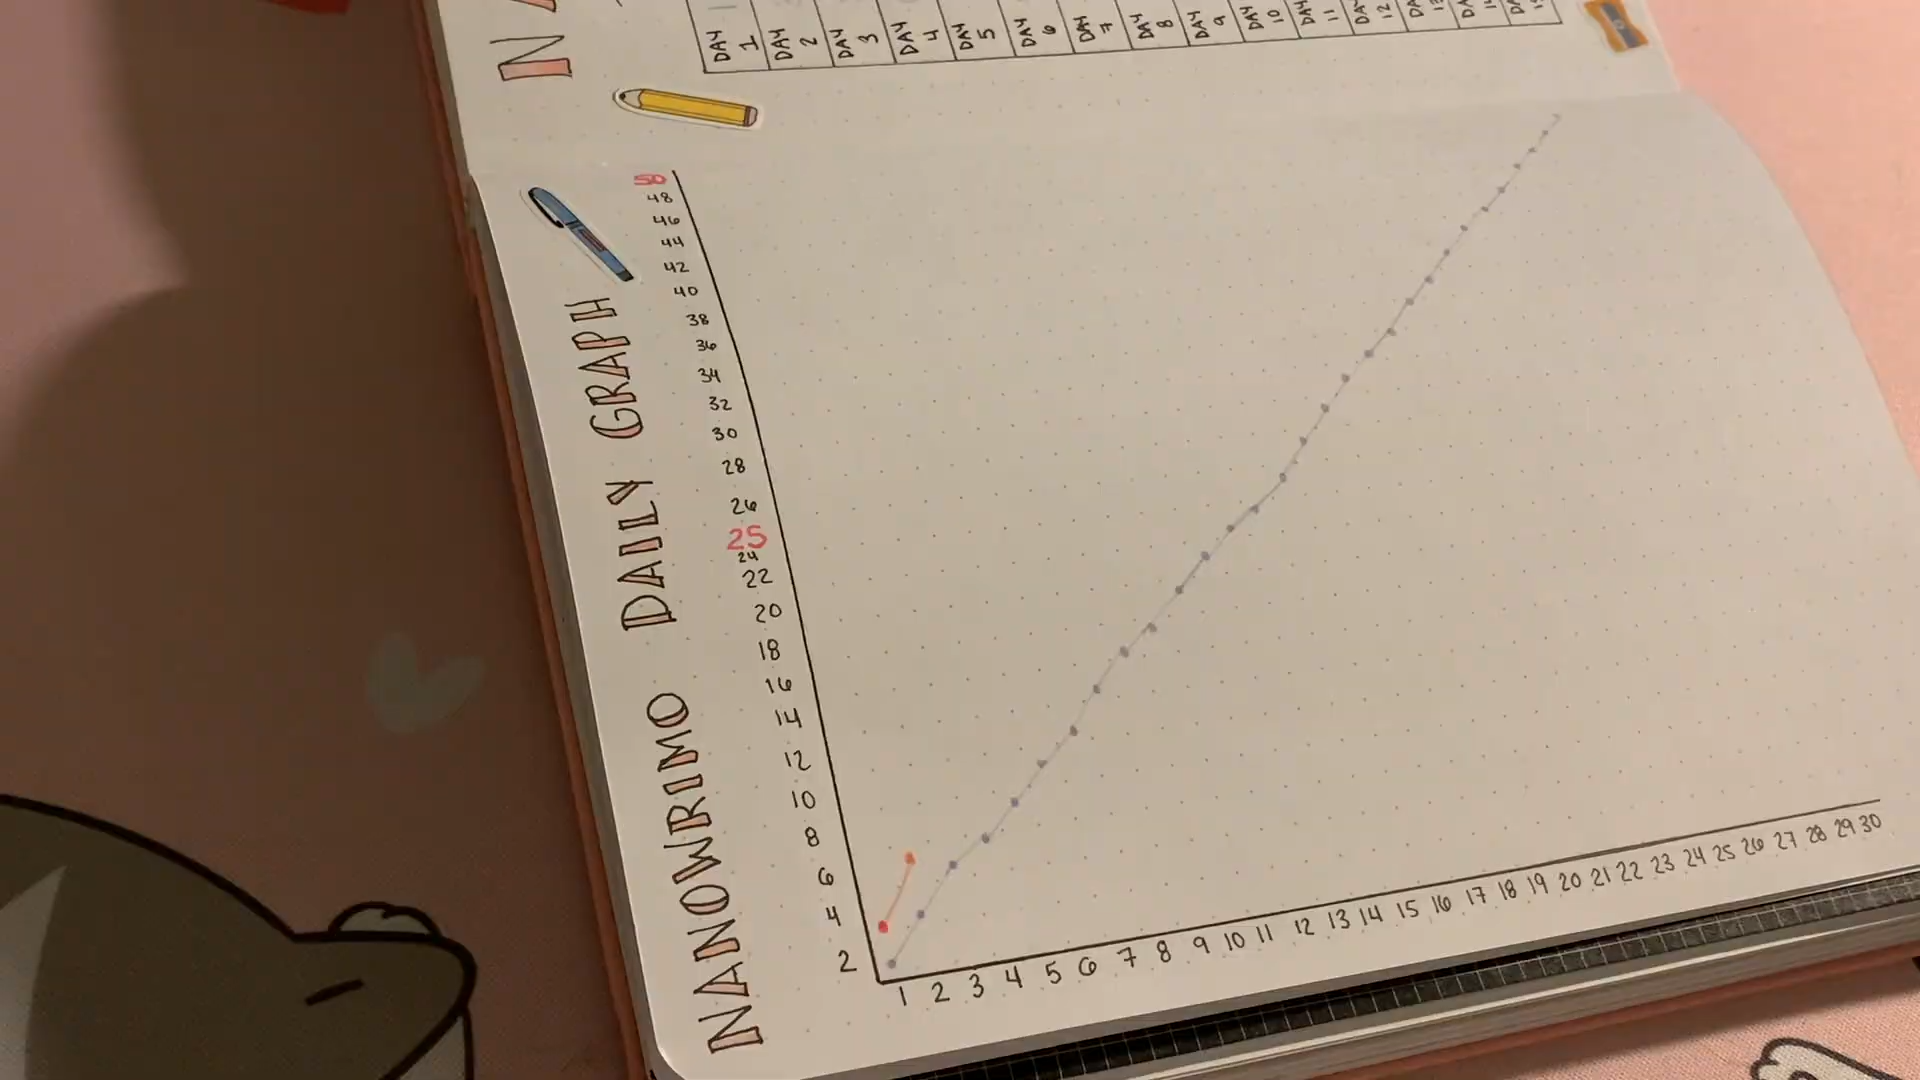 NA
DAY 1
DAY 2
DAY 3
DAY 4
DAY 5
DAY 6
DAY 7
DAY 8
DAY 9
DAY 10
DAY 11
DAY 12
NANOWRIMO DAILY GRAPH
50
48
46
44
42
40
38
36
34
32
30
28
26
25
24
22
20
18
16
14
12
10
8
6
4
2
1 2 3 4 5 6 7 8 9 10 11 12 13 14 15 16 17 18 19 20 21 22 23 24 25 26 27 28 29 30